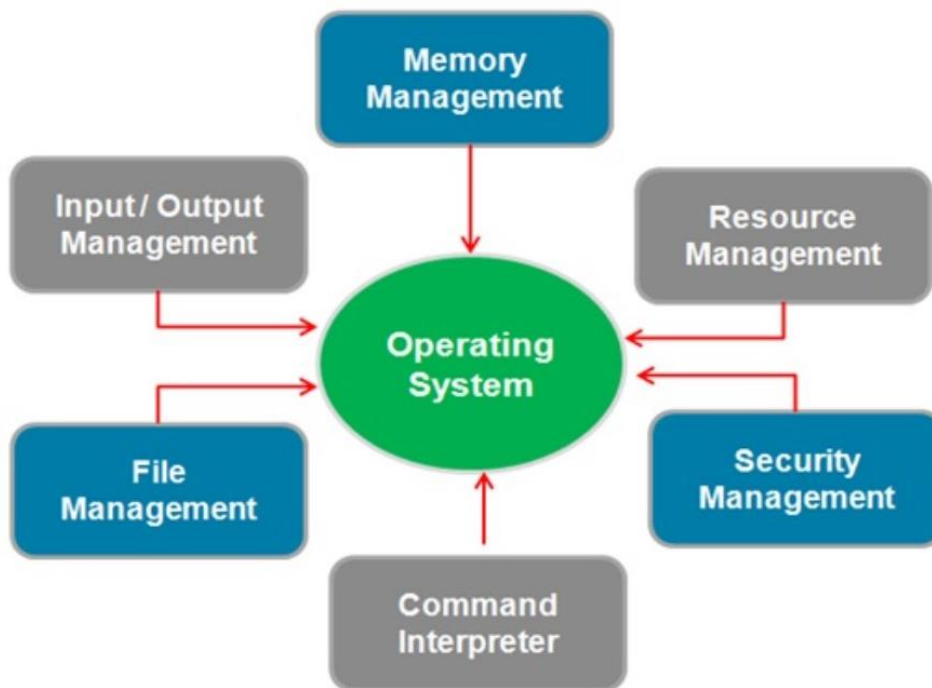 Memory
Management
Input / Output
Management
Resource
Management
Operating
System
File
Management
Security
Management
Command
Interpreter